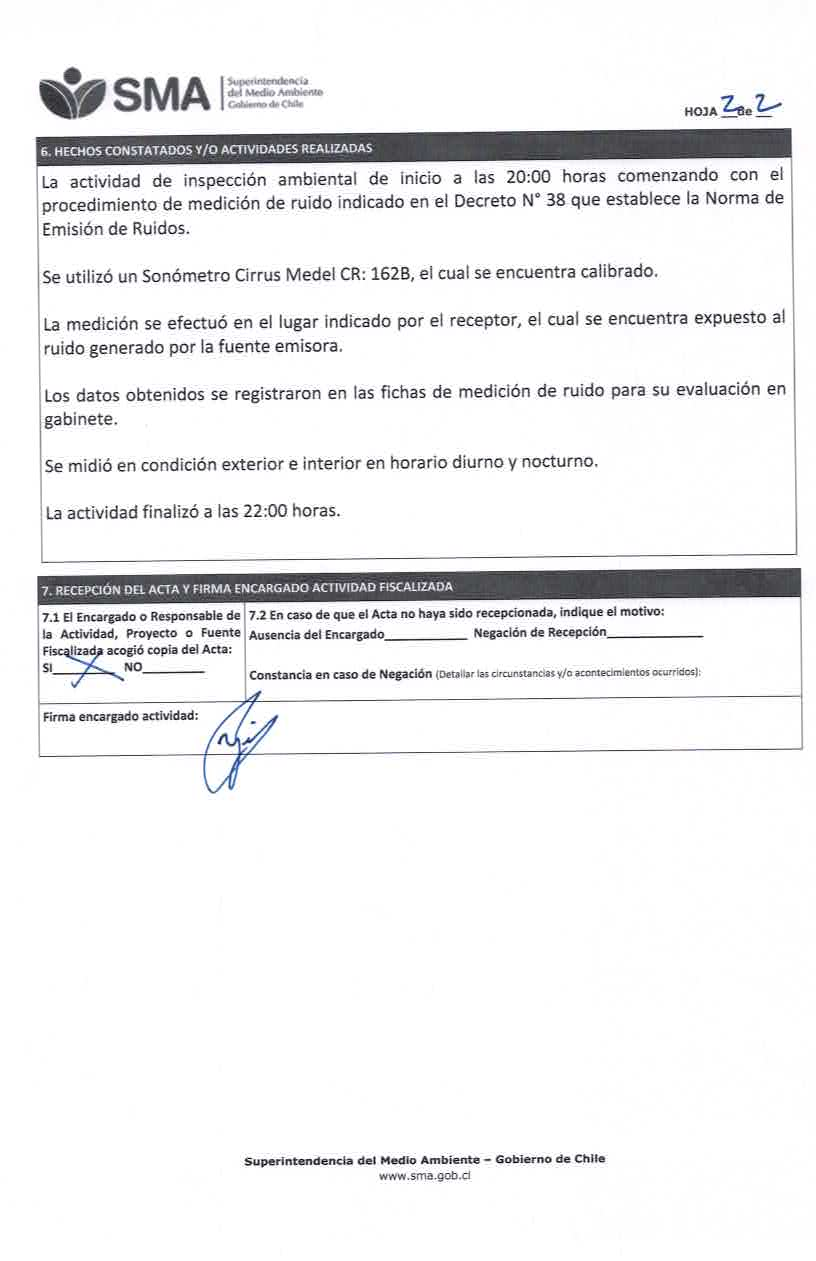 SMA
Superintendencia
del Medio Ambiente
Gobierno de Chile
HOJA 2 de 2
6. HECHOS CONSTATADOS Y/O ACTIVIDADES REALIZADAS
La actividad de inspección ambiental de inicio a las 20:00 horas comenzando con el
procedimiento de medición de ruido indicado en el Decreto N° 38 que establece la Norma de
Emisión de Ruidos.
Se utilizó un Sonómetro Cirrus Medel CR: 162B, el cual se encuentra calibrado.
La medición se efectuó en el lugar indicado por el receptor, el cual se encuentra expuesto al
ruido generado por la fuente emisora.
Los datos obtenidos se registraron en las fichas de medición de ruido para su evaluación en
gabinete.
Se midió en condición exterior e interior en horario diurno y nocturno.
La actividad finalizó a las 22:00 horas.
7. RECEPCIÓN DEL ACTA Y FIRMA ENCARGADO ACTIVIDAD FISCALIZADA
7.1 El Encargado o Responsable de
la Actividad, Proyecto o Fuente
Fiscalizada acogió copia del Acta:
SI________ NO________
7.2 En caso de que el Acta no haya sido recepcionada, indique el motivo:
Ausencia del Encargado____________ Negación de Recepción______________
Constancia en caso de Negación (Detallar las circunstancias y/o acontecimientos ocurridos):
Firma encargado actividad:
Superintendencia del Medio Ambiente – Gobierno de Chile
www.sma.gob.cl